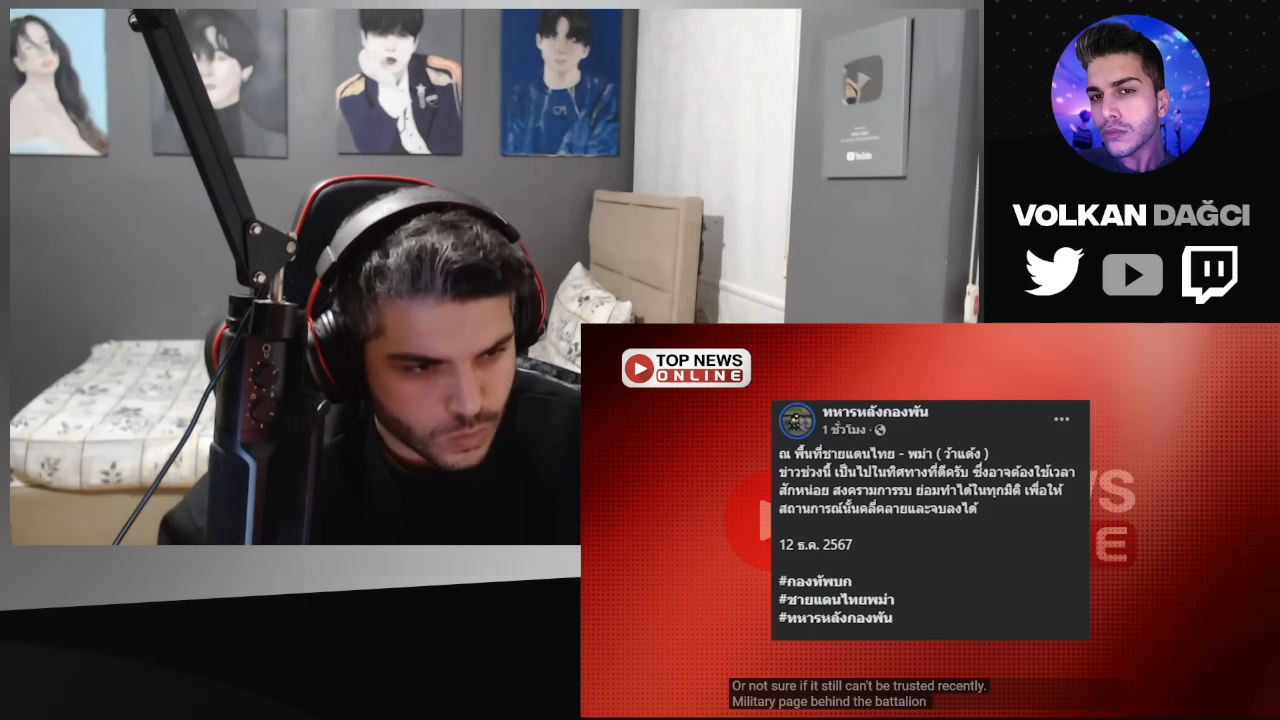 YouTube
VOLKAN DAĞCI
TOP NEWS
ONLINE
ทหารหลังกองพัน
1 ชั่วโมง
ณ พื้นที่ชายแดนไทย - พม่า ( ว้าแดง )
ข่าวช่วงนี้ เป็นไปในทิศทางที่ดีครับ ซึ่งอาจต้องใช้เวลา
สักหน่อย สงครามการรบ ย่อมทำได้ในทุกมิติ เพื่อให้
สถานการณ์นั้นคลี่คลายและจบลงได้
12 ธ.ค. 2567
#กองทัพบก
#ชายแดนไทยพม่า
#ทหารหลังกองพัน
Or not sure if it still can't be trusted recently.
Military page behind the battalion